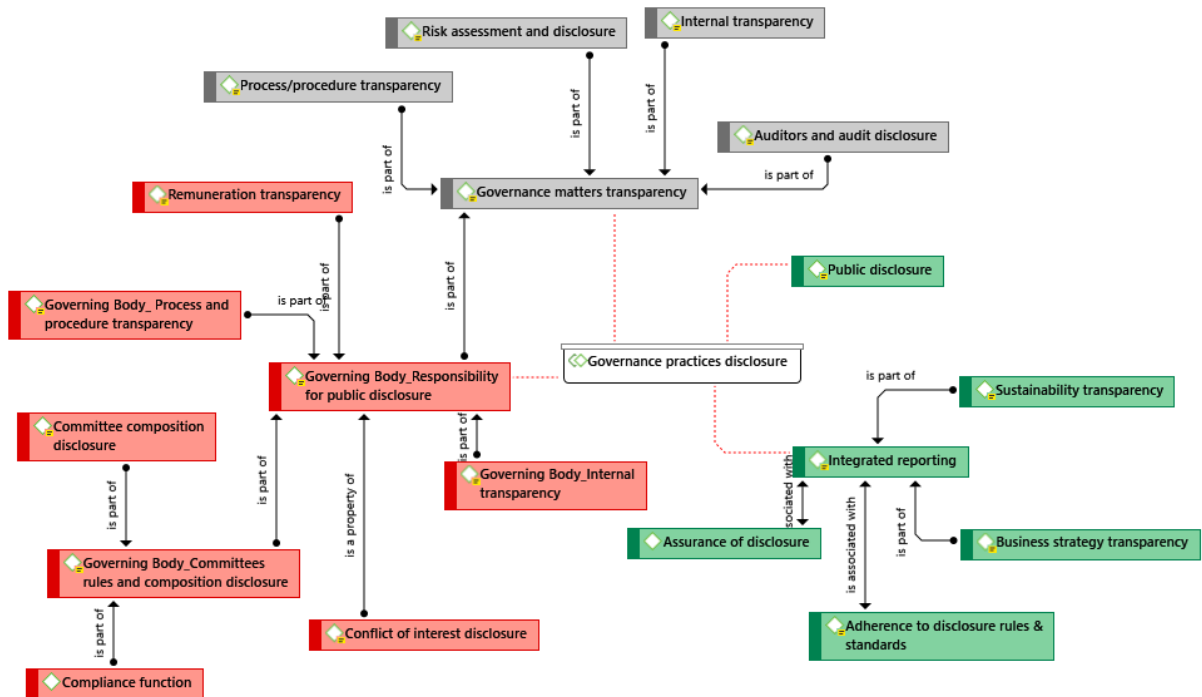 Internal transparency
Risk assessment and disclosure
Process/procedure transparency
is part of
is part of
Auditors and audit disclosure
is part of
is part of
Remuneration transparency
Governance matters transparency
is part of
Public disclosure
is part of
is part of
Governing Body_ Process and
procedure transparency
is part of
Governance practices disclosure
Governing Body_Responsibility
for public disclosure
is part of
Sustainability transparency
Committee composition
disclosure
is part of
Integrated reporting
Governing Body_Internal
transparency
is part of
is part of
is a property of
sociated with
is associated with
is part of
Assurance of disclosure
Business strategy transparency
Governing Body_Committees
rules and composition disclosure
Conflict of interest disclosure
Adherence to disclosure rules &
standards
is part of
Compliance function